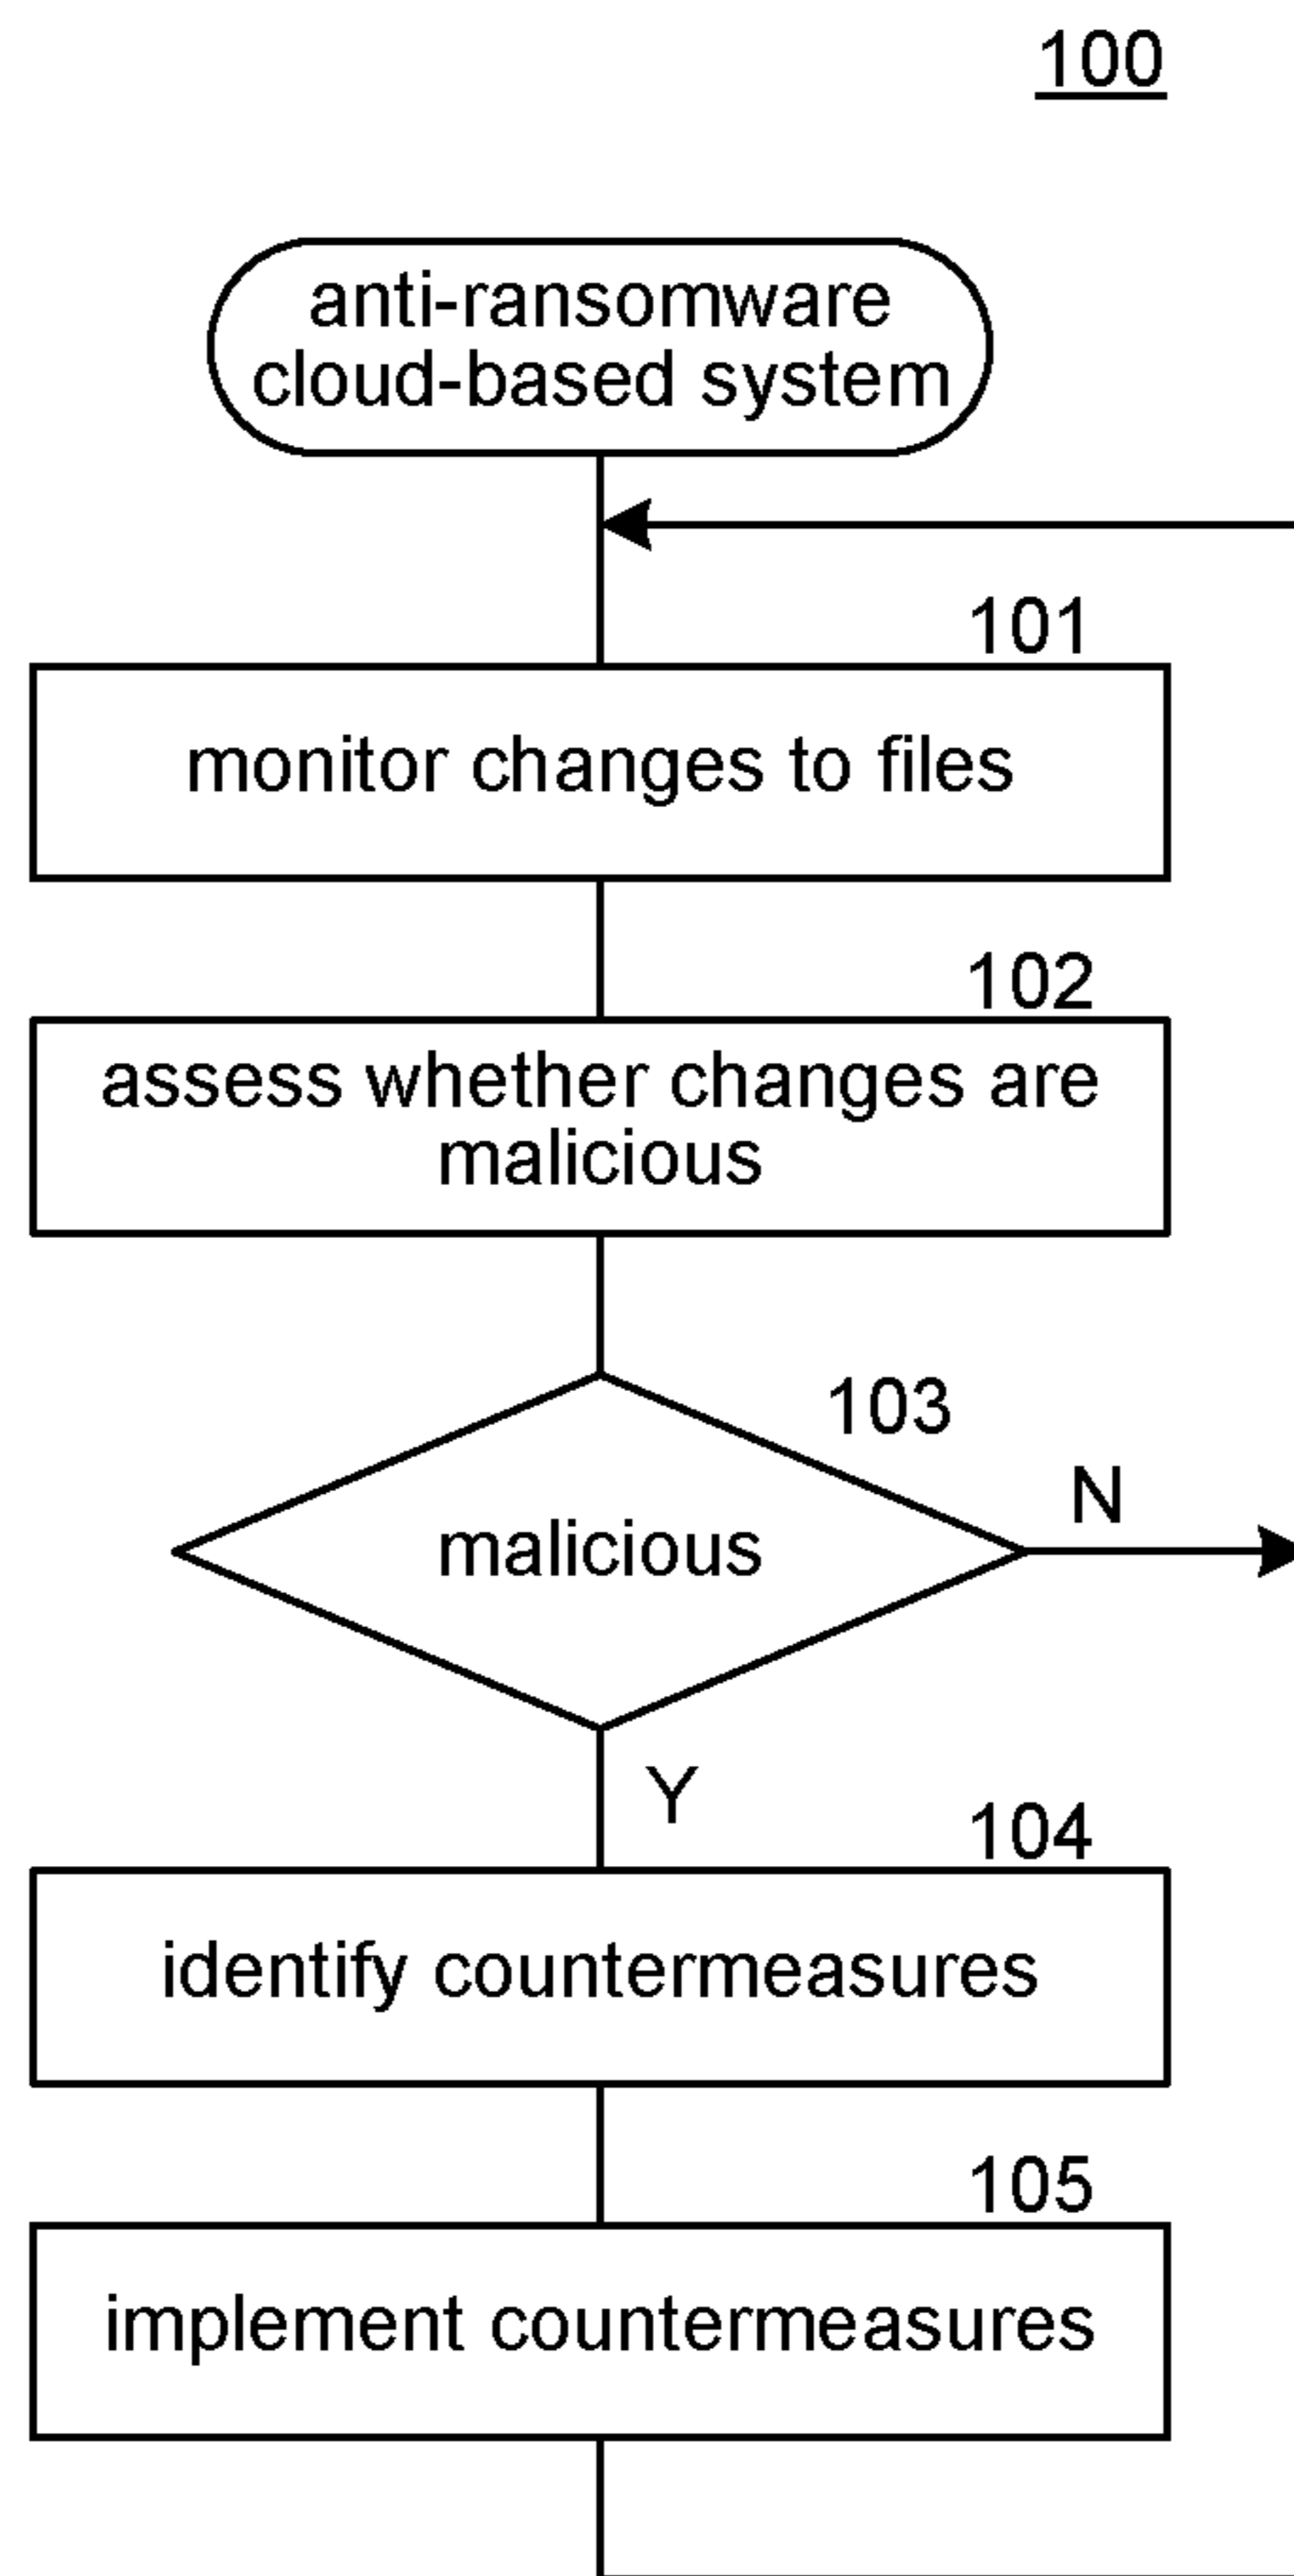 100
anti-ransomware
cloud-based system
101
monitor changes to files
102
assess whether changes are
malicious
103
malicious
N
Y
104
identify countermeasures
105
implement countermeasures